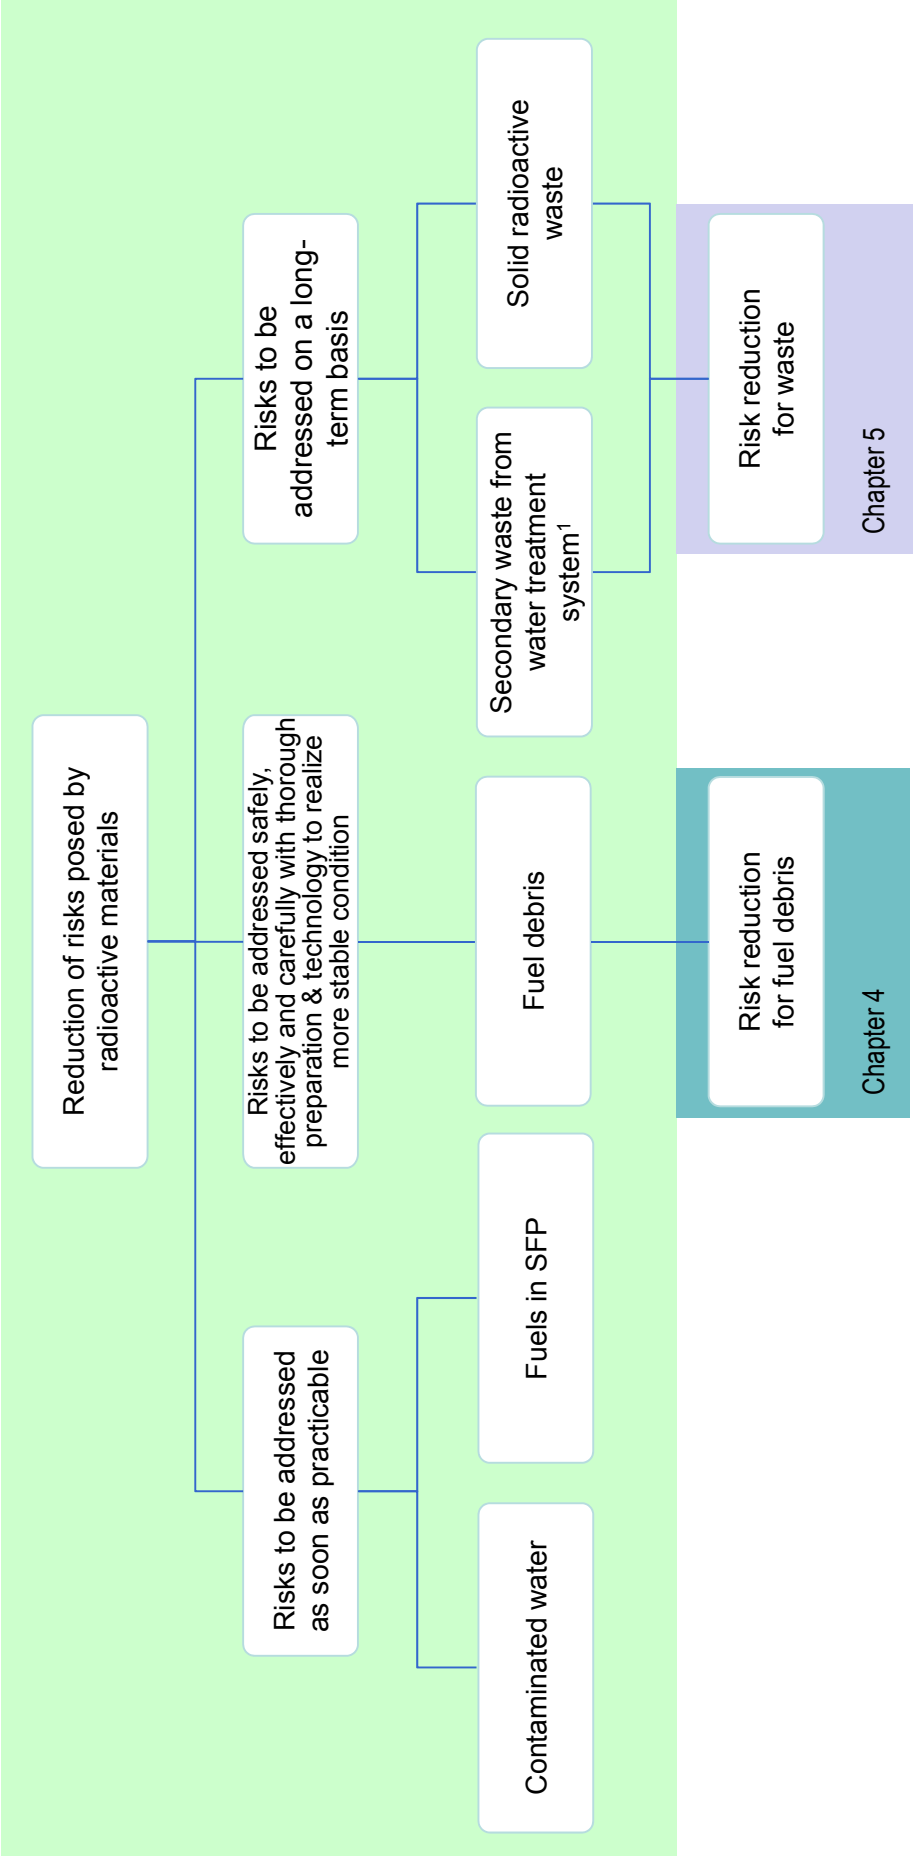 Reduction of risks posed by
radioactive materials
Risks to be addressed
as soon as practicable
Risks to be addressed safely,
effectively and carefully with thorough
preparation & technology to realize
more stable condition
Risks to be
addressed on a long-
term basis
Contaminated water
Fuels in SFP
Fuel debris
Secondary waste from
water treatment
system¹
Solid radioactive
waste
Risk reduction
for fuel debris
Chapter 4
Risk reduction
for waste
Chapter 5